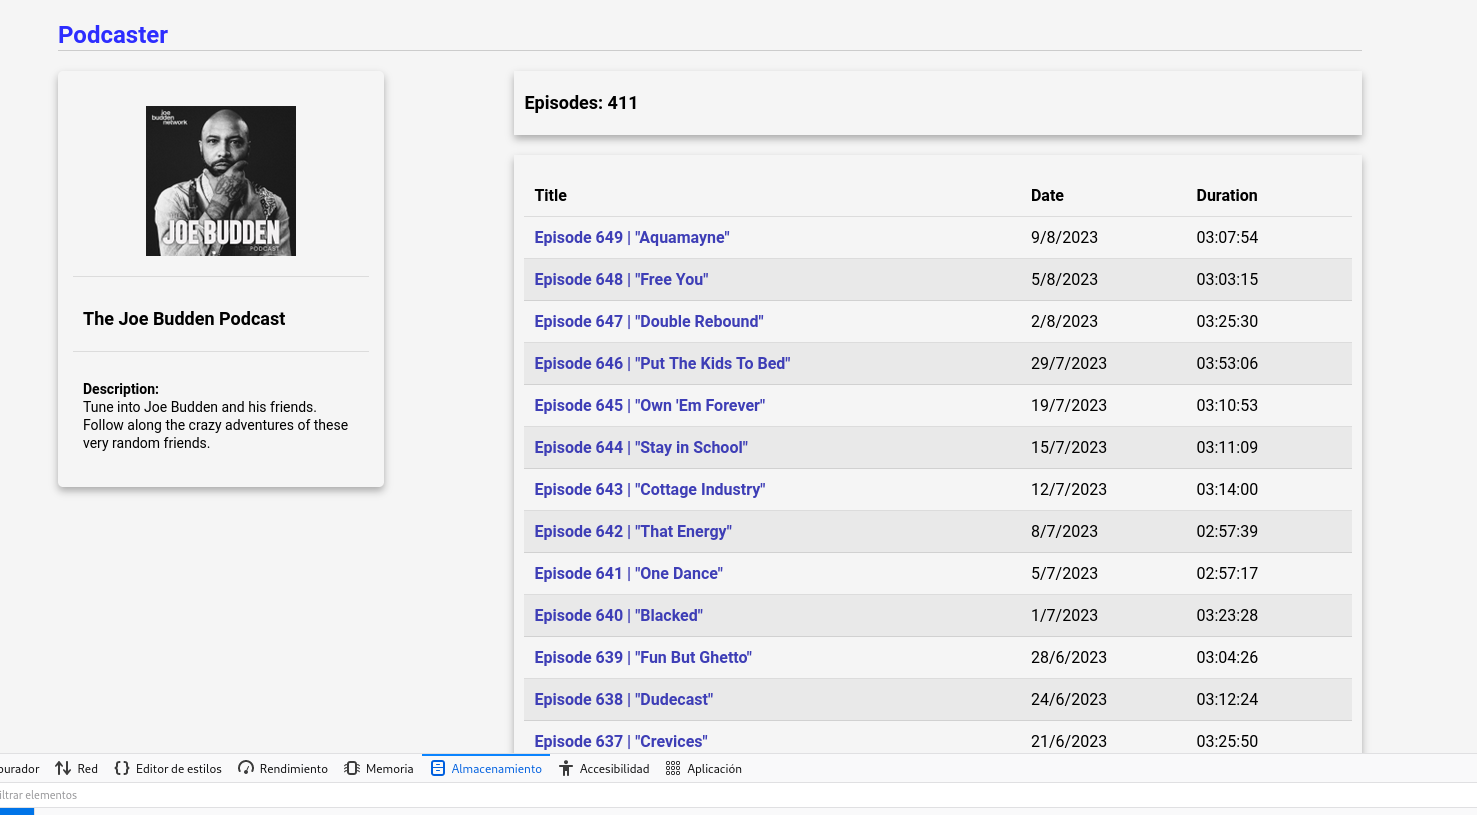 Podcaster
joe
budden
network
THE
JOE BUDDEN
PODCAST
The Joe Budden Podcast
Description:
Tune into Joe Budden and his friends.
Follow along the crazy adventures of these
very random friends.
Episodes: 411
Title Date Duration
Episode 649 | "Aquamayne" 9/8/2023 03:07:54
Episode 648 | "Free You" 5/8/2023 03:03:15
Episode 647 | "Double Rebound" 2/8/2023 03:25:30
Episode 646 | "Put The Kids To Bed" 29/7/2023 03:53:06
Episode 645 | "Own 'Em Forever" 19/7/2023 03:10:53
Episode 644 | "Stay in School" 15/7/2023 03:11:09
Episode 643 | "Cottage Industry" 12/7/2023 03:14:00
Episode 642 | "That Energy" 8/7/2023 02:57:39
Episode 641 | "One Dance" 5/7/2023 02:57:17
Episode 640 | "Blacked" 1/7/2023 03:23:28
Episode 639 | "Fun But Ghetto" 28/6/2023 03:04:26
Episode 638 | "Dudecast" 24/6/2023 03:12:24
Episode 637 | "Crevices" 21/6/2023 03:25:50
purador Red Editor de estilos Rendimiento Memoria Almacenamiento Accesibilidad Aplicación
iltrar elementos